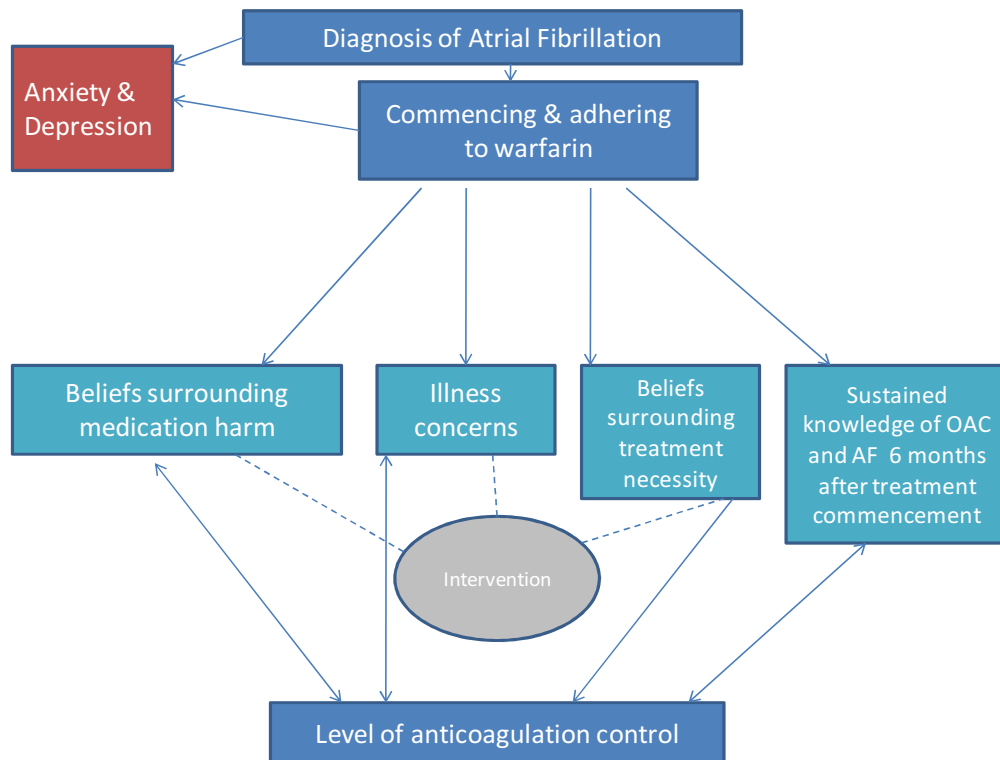 Diagnosis of Atrial Fibrillation
Anxiety &
Depression
Commencing & adhering
to warfarin
Beliefs surrounding
medication harm
Illness
concerns
Beliefs
surrounding
treatment
necessity
Sustained
knowledge of OAC
and AF 6 months
after treatment
commencement
Intervention
Level of anticoagulation control